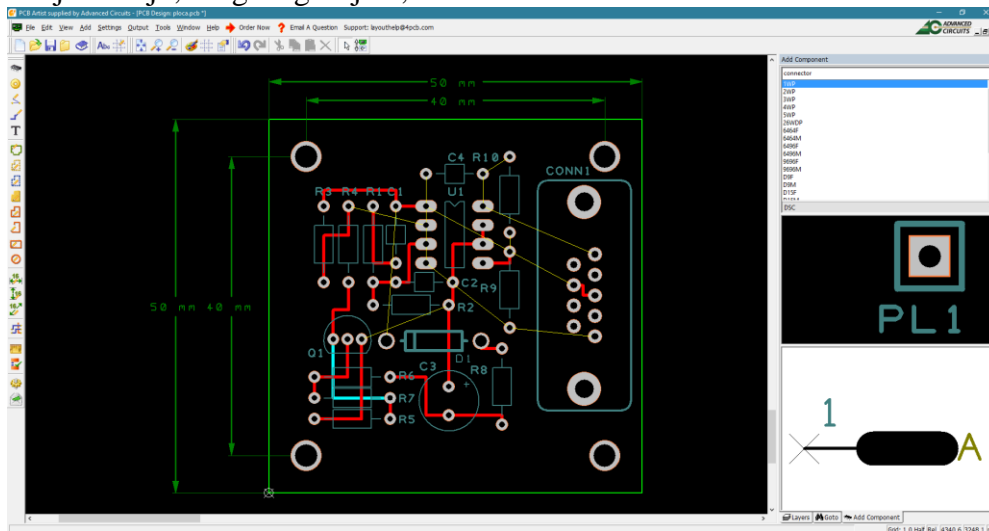 PCB Artist supplied by Advanced Circuits - [PCB Design: ploca.pcb *]
File Edit View Add Settings Output Tools Window Help Order Now ? Email A Question Support: layouthelp@4pcb.com
ADVANCED CIRCUITS
Add Component
connector
1WP
2WP
3WP
4WP
5WP
26WDP
6464F
6464M
6496F
6496M
9696F
9696M
D9F
D9M
D15F
DSC
50 mm
40 mm
C4 R10
CONN1
R3 R4 R1 C1 U1
C2
R9
50 mm 40 mm
R2
PL1
Q1
D1
C3
R8
R6
+
R7
R5
1
A
Layers Goto Add Component